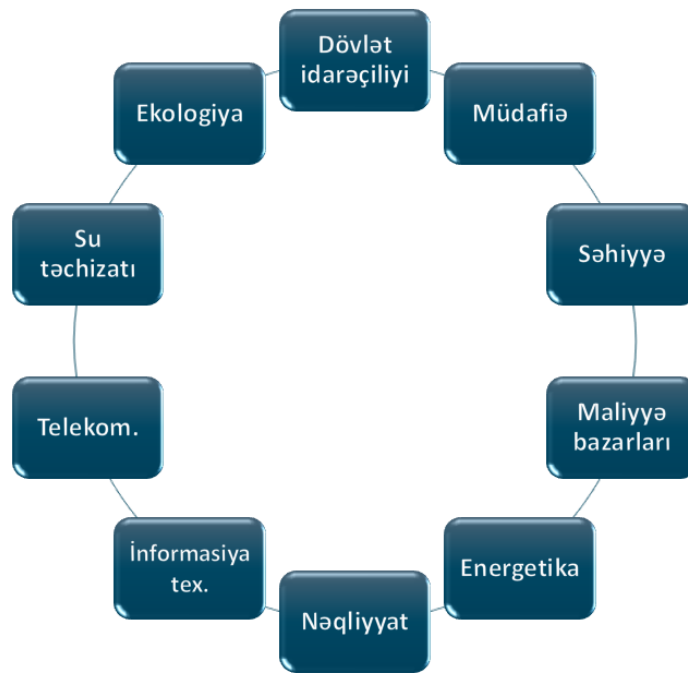 Dövlət
idarəçiliyi
Müdafiə
Səhiyyə
Maliyyə
bazarları
Energetika
Nəqliyyat
İnformasiya
tex.
Telekom.
Su
təchizatı
Ekologiya